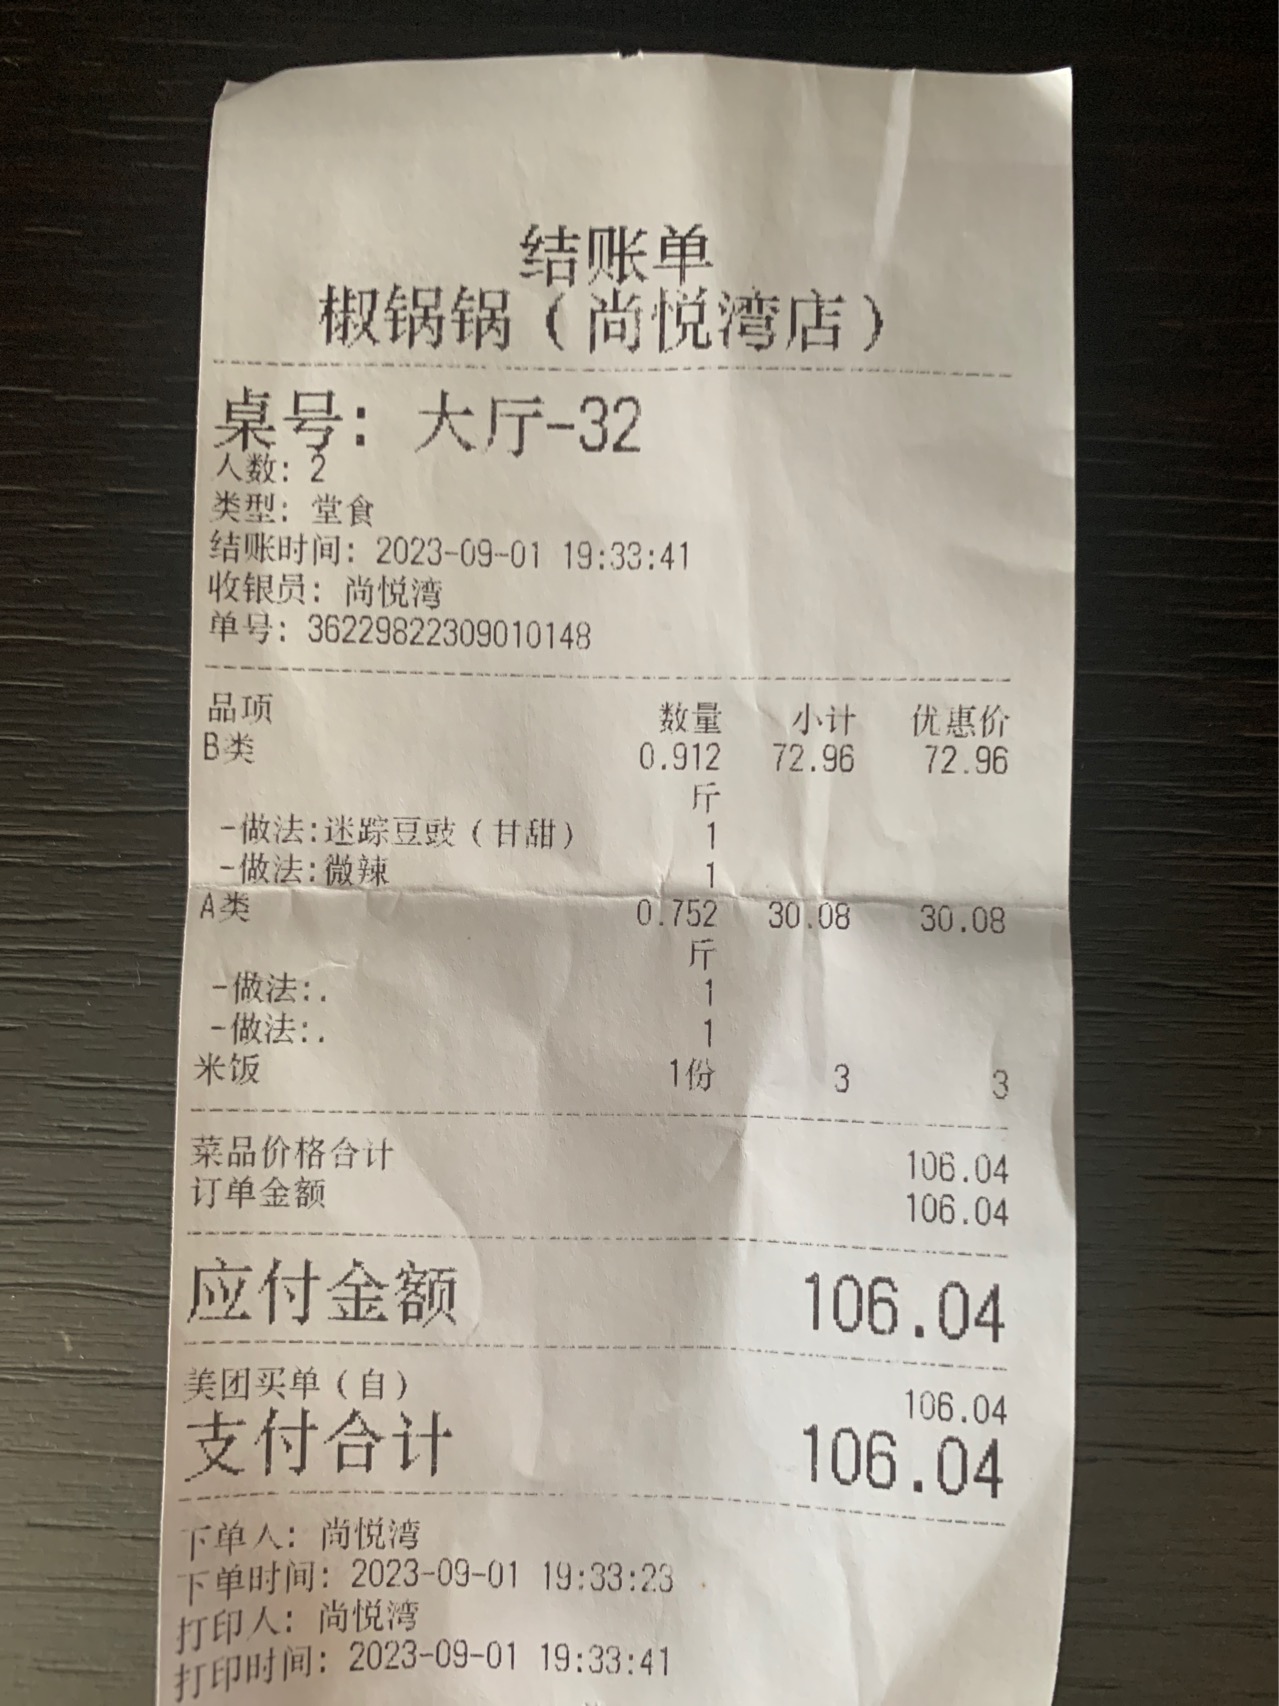 结账单
椒锅锅（尚悦湾店）
桌号：大厅-32
人数：2
类型：堂食
结账时间：2023-09-01 19:33:41
收银员：尚悦湾
单号：36229822309010148
品项 数量 小计 优惠价
B类 0.912 72.96 72.96
斤
-做法:迷踪豆豉（甘甜） 1
-做法:微辣 1
A类 0.752 30.08 30.08
斤
-做法:. 1
-做法:. 1
米饭 1份 3 3
菜品价格合计 106.04
订单金额 106.04
应付金额 106.04
美团买单（自） 106.04
支付合计 106.04
下单人：尚悦湾
下单时间：2023-09-01 19:33:23
打印人：尚悦湾
打印时间：2023-09-01 19:33:41